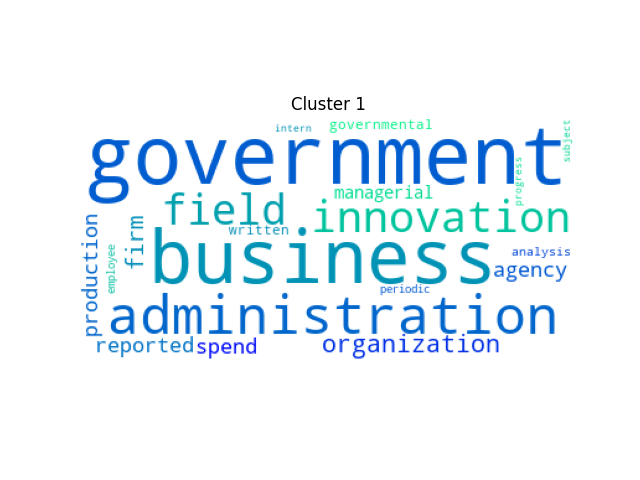 Cluster 1
intern
governmental
subject
government
progress
managerial
field
innovation
written
firm
production
employee
business
analysis
agency
periodic
administration
reported
spend
organization